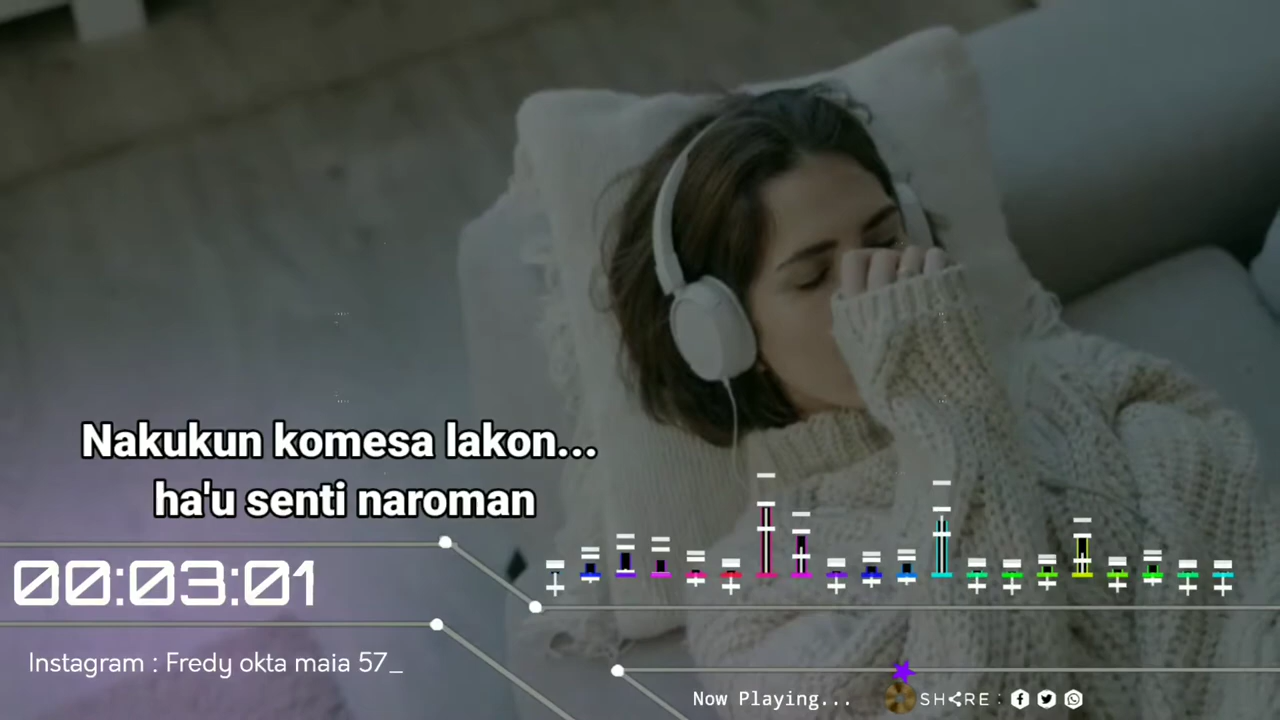 Nakukun komesa lakon...
ha'u senti naroman
00:03:01
Instagram : Fredy okta maia 57_
Now Playing...
SHARE :